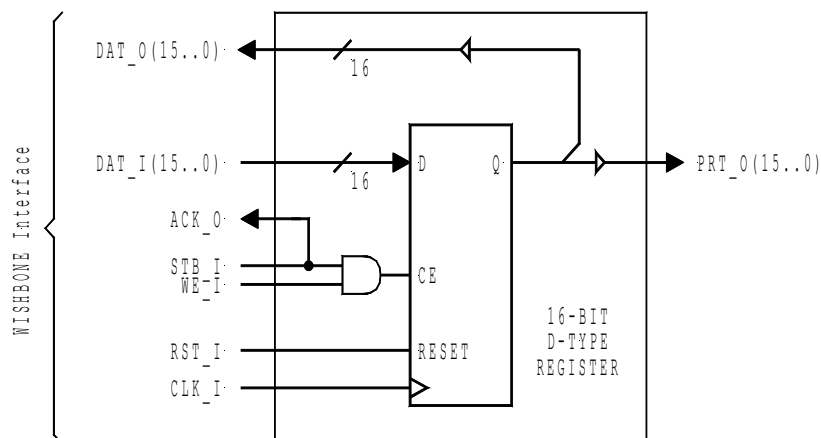 DAT_O(15..0)
16
DAT_I(15..0)
16
D
Q
PRT_O(15..0)
ACK_O
STB_I
WE_I
CE
WISHBONE Interface
16-BIT
D-TYPE
REGISTER
RST_I
RESET
CLK_I